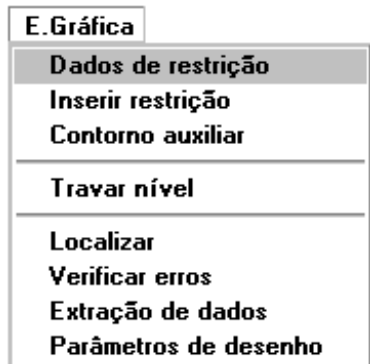 E.Gráfica
Dados de restrição
Inserir restrição
Contorno auxiliar
Travar nível
Localizar
Verificar erros
Extração de dados
Parâmetros de desenho